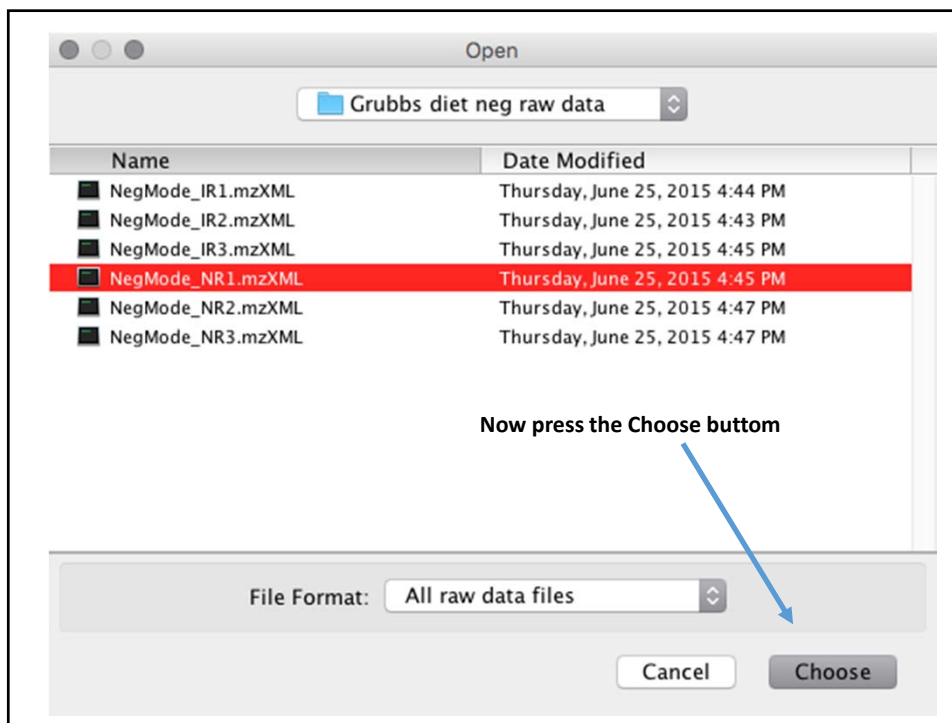 Open
Grubbs diet neg raw data
Name Date Modified
NegMode_IR1.mzXML Thursday, June 25, 2015 4:44 PM
NegMode_IR2.mzXML Thursday, June 25, 2015 4:43 PM
NegMode_IR3.mzXML Thursday, June 25, 2015 4:45 PM
NegMode_NR1.mzXML Thursday, June 25, 2015 4:45 PM
NegMode_NR2.mzXML Thursday, June 25, 2015 4:47 PM
NegMode_NR3.mzXML Thursday, June 25, 2015 4:47 PM
Now press the Choose buttom
File Format: All raw data files
Cancel Choose